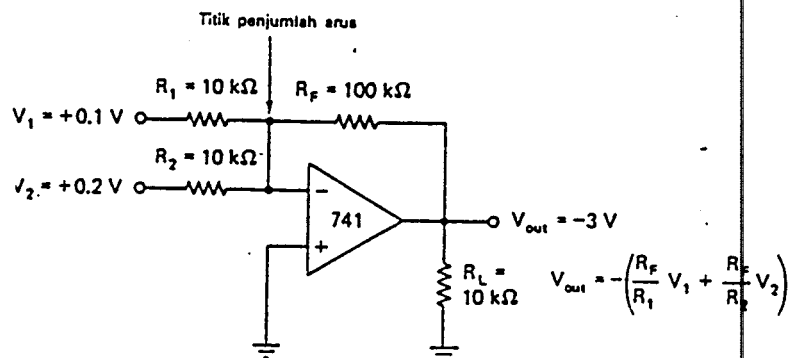 Titik penjumlah arus
R₁ = 10 kΩ
R_F = 100 kΩ
V₁ = +0.1 V
R₂ = 10 kΩ
V₂ = +0.2 V
−
741
+
V_out = −3 V
R_L =
10 kΩ
V_out = −(R_F/R₁ V₁ + R_F/R₂ V₂)